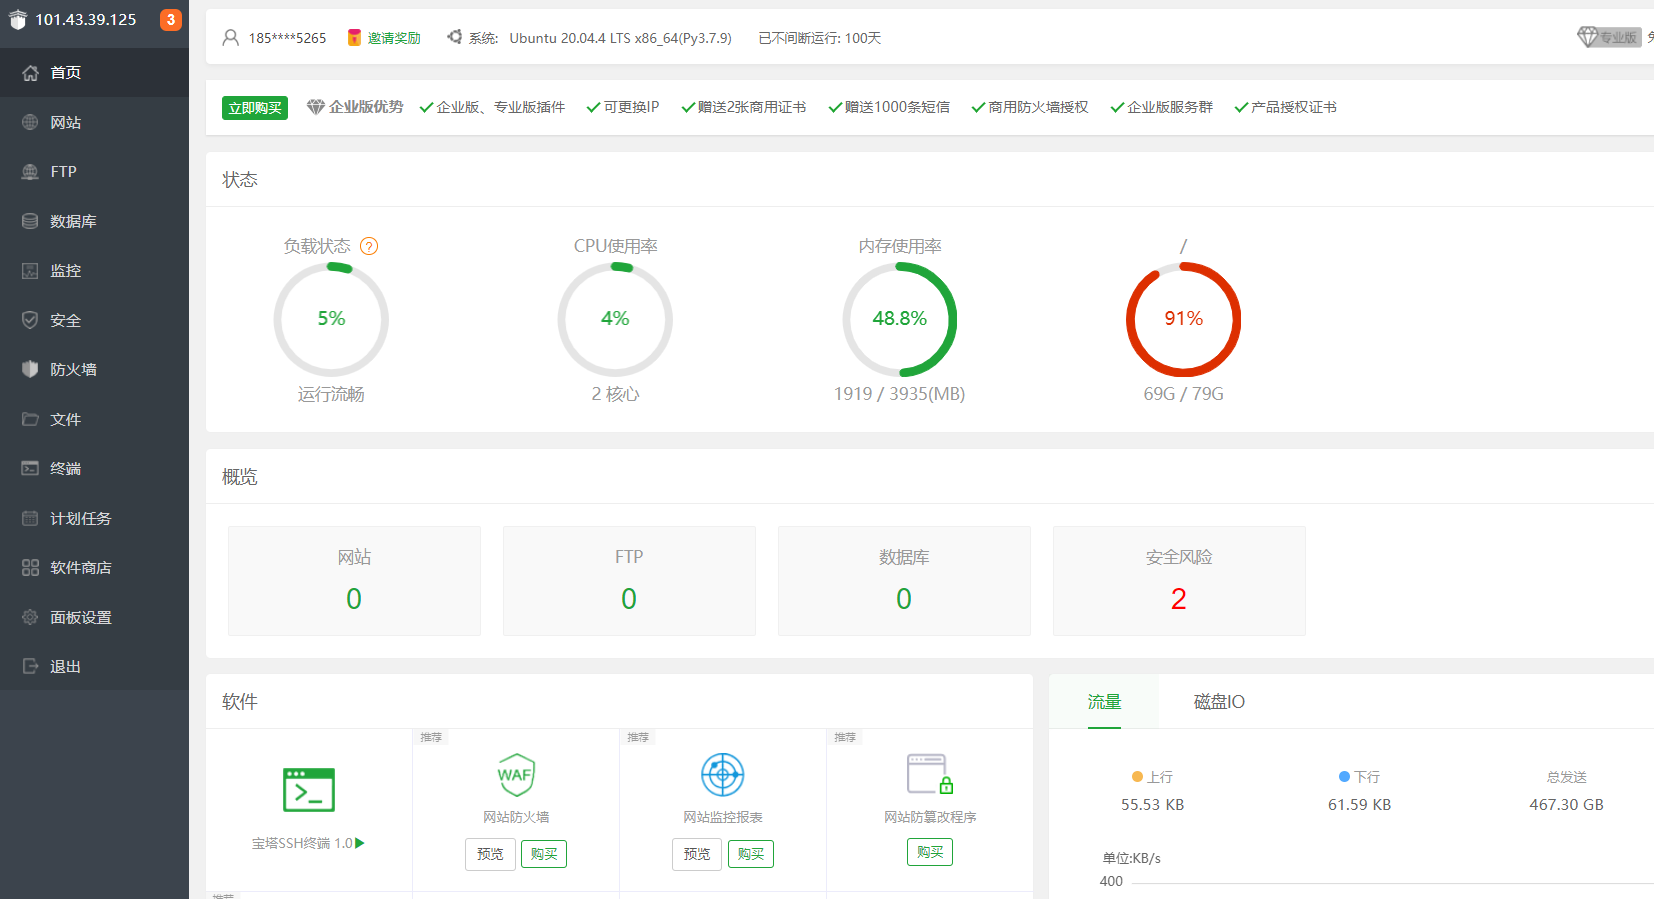 101.43.39.125
3
首页
网站
FTP
数据库
监控
安全
防火墙
文件
终端
计划任务
软件商店
面板设置
退出
185****5265 邀请奖励 系统: Ubuntu 20.04.4 LTS x86_64(Py3.7.9) 已不间断运行: 100天 专业版
立即购买 企业版优势 企业版、专业版插件 可更换IP 赠送2张商用证书 赠送1000条短信 商用防火墙授权 企业版服务群 产品授权证书
状态
负载状态 ? CPU使用率 内存使用率 /
5% 4% 48.8% 91%
运行流畅 2 核心 1919 / 3935(MB) 69G / 79G
概览
网站 FTP 数据库 安全风险
0 0 0 2
软件
推荐 推荐 推荐
WAF
宝塔SSH终端 1.0
网站防火墙
预览 购买
网站监控报表
预览 购买
网站防篡改程序
购买
推荐
流量 磁盘IO
上行 下行 总发送
55.53 KB 61.59 KB 467.30 GB
单位:KB/s
400